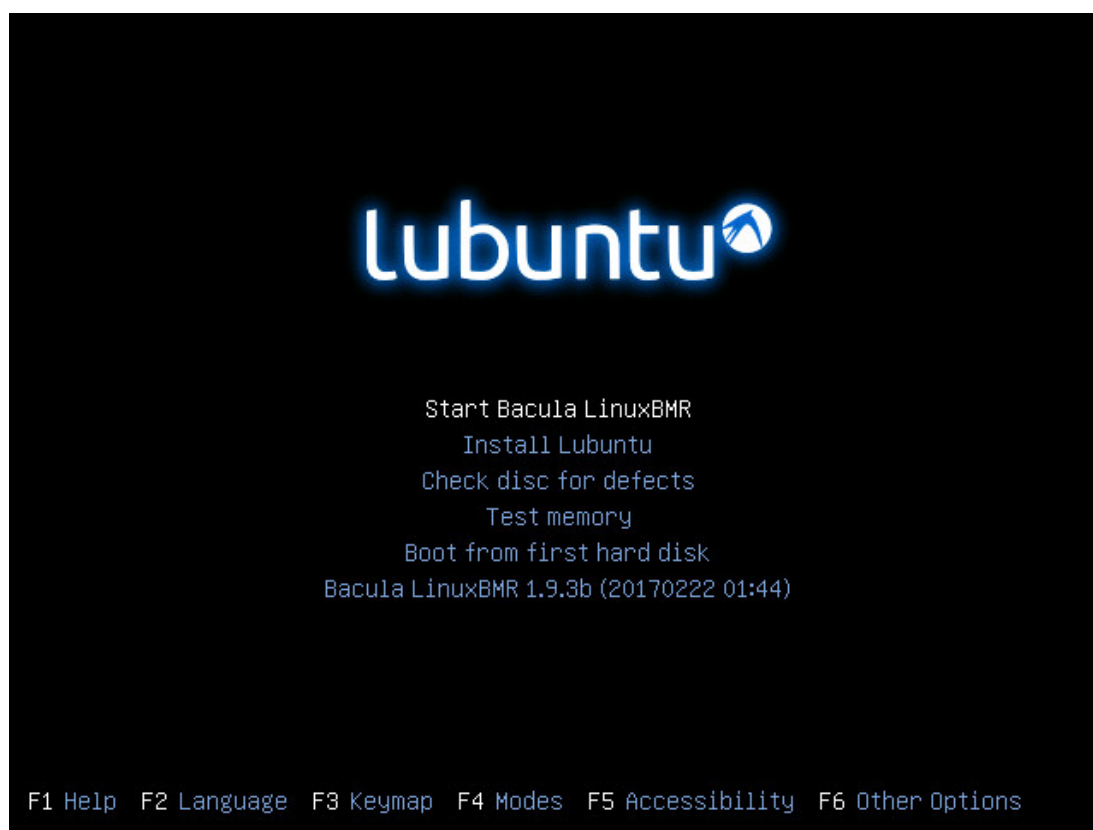 lubuntu
Start Bacula LinuxBMR
Install Lubuntu
Check disc for defects
Test memory
Boot from first hard disk
Bacula LinuxBMR 1.9.3b (20170222 01:44)
F1 Help F2 Language F3 Keymap F4 Modes F5 Accessibility F6 Other Options